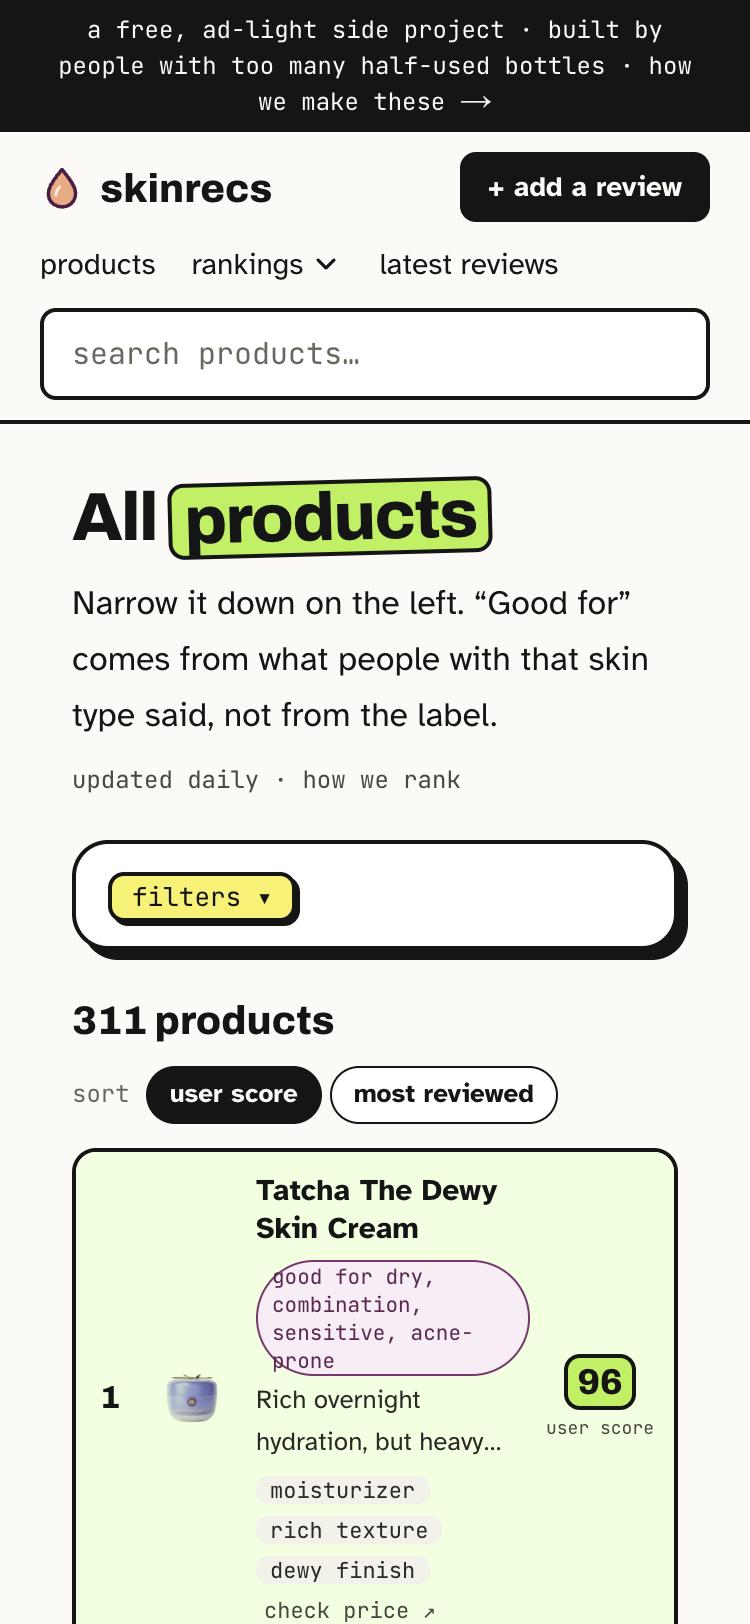 a free, ad-light side project · built by
people with too many half-used bottles · how
we make these ⟶
skinrecs
+ add a review
products rankings latest reviews
search products…
All products
Narrow it down on the left. “Good for”
comes from what people with that skin
type said, not from the label.
updated daily · how we rank
filters ▾
311 products
sort user score most reviewed
Tatcha The Dewy
Skin Cream
good for dry,
combination,
sensitive, acne-
prone
1
96
user score
Rich overnight
hydration, but heavy...
moisturizer
rich texture
dewy finish
check price ↗